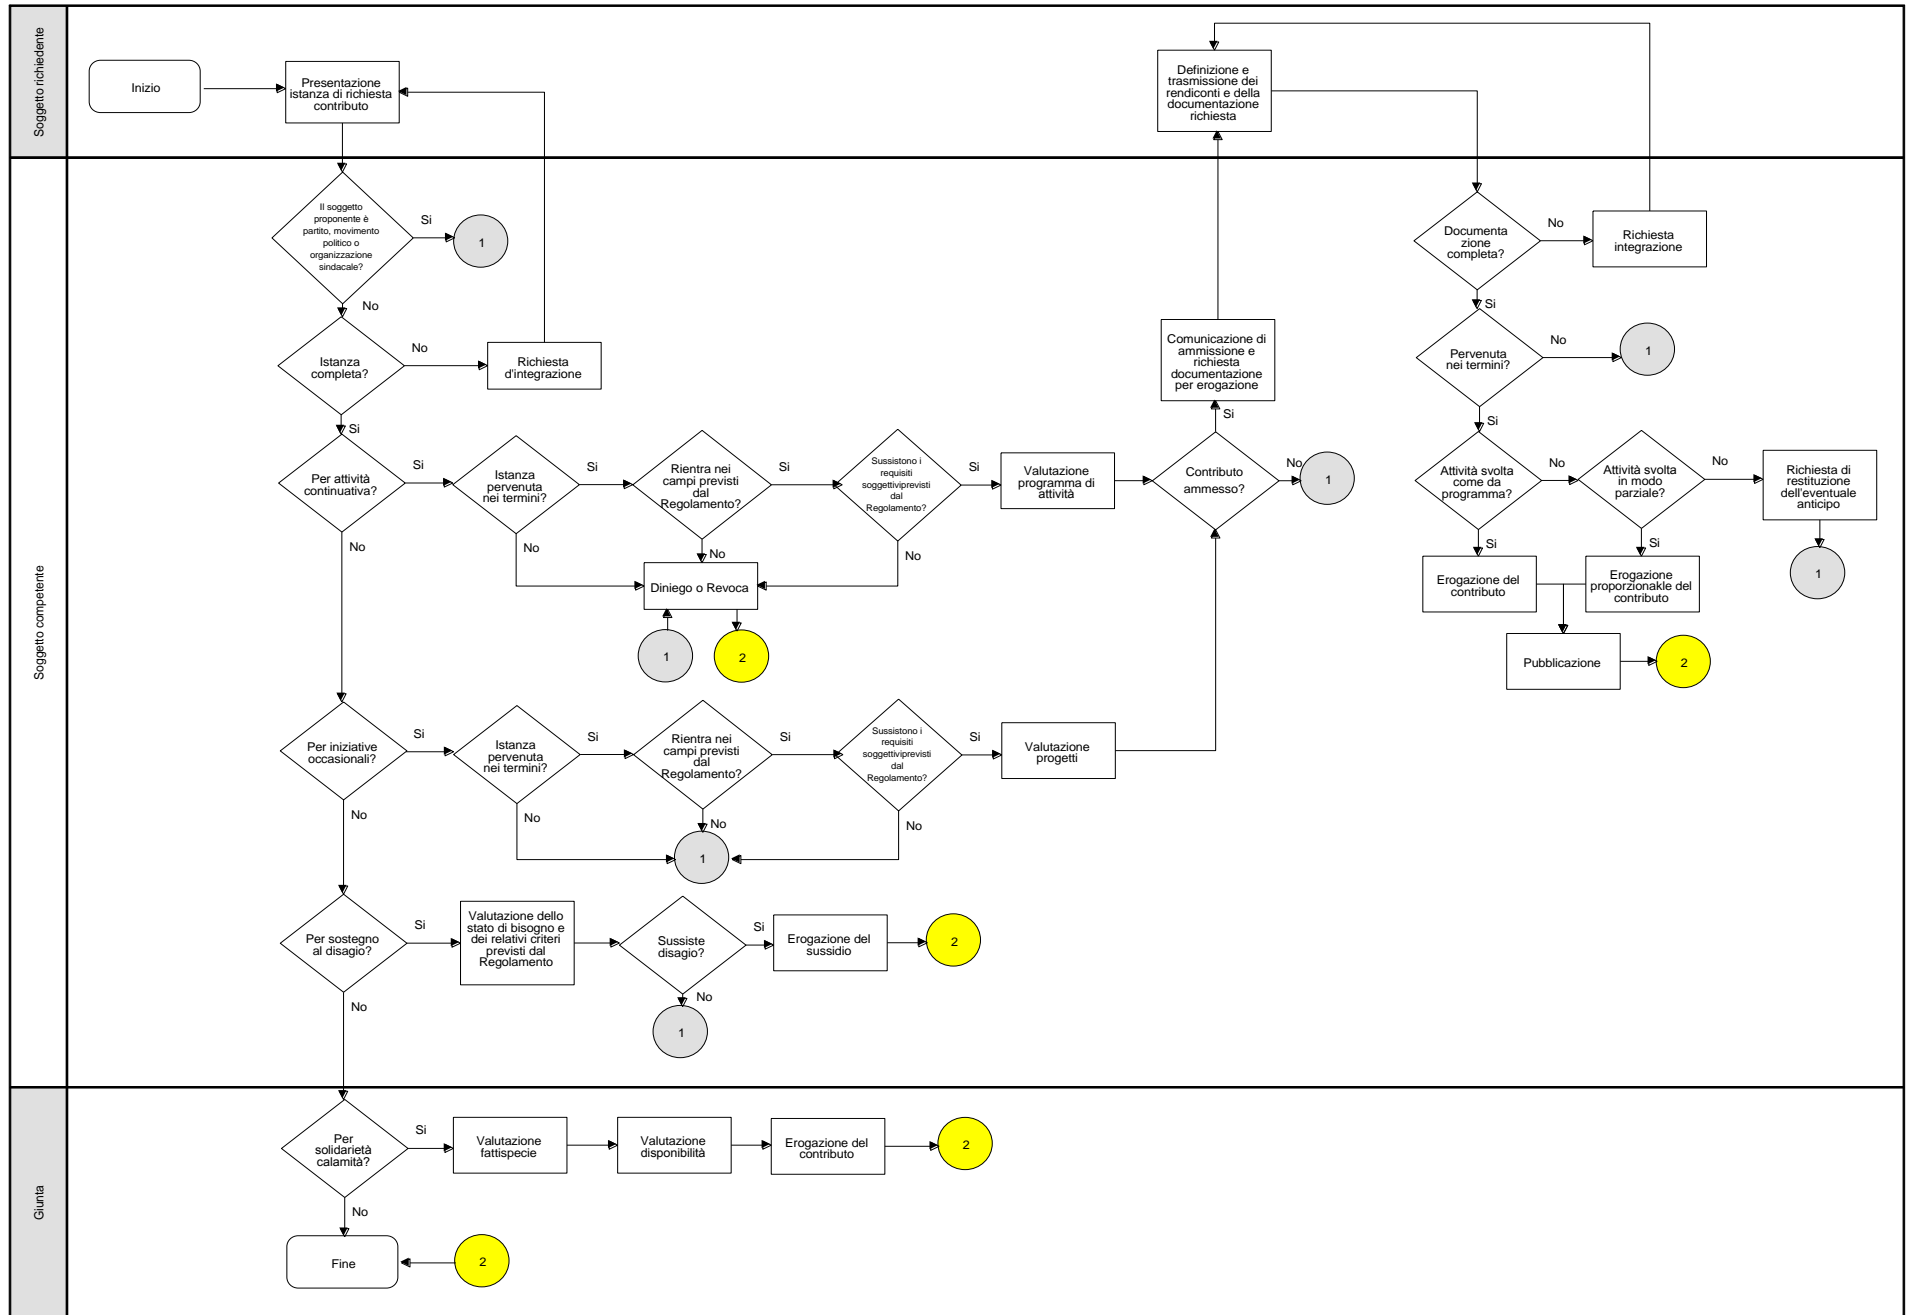 Soggetto richiedente
Inizio
Presentazione
istanza di richiesta
contributo
Definizione e
trasmissione dei
rendiconti e della
documentazione
richiesta
Soggetto competente
Il soggetto
proponente è
partito, movimento
politico o
organizzazione
sindacale?
Si
1
No
Documenta
zione
completa?
No
Richiesta
integrazione
Si
Istanza
completa?
No
Richiesta
d'integrazione
Si
Comunicazione di
ammissione e
richiesta
documentazione
per erogazione
Si
Pervenuta
nei termini?
No
1
Si
Per attività
continuativa?
Si
Istanza
pervenuta
nei termini?
Si
Rientra nei
campi previsti
dal
Regolamento?
Si
Sussistono i
requisiti
soggettiviprevisti
dal
Regolamento?
Si
Valutazione
programma di
attività
Contributo
ammesso?
No
1
Attività svolta
come da
programma?
No
Attività svolta
in modo
parziale?
No
Richiesta di
restituzione
dell'eventuale
anticipo
No
No
No
No
Diniego o Revoca
1
2
Si
Si
Erogazione del
contributo
Erogazione
proporzionakle del
contributo
1
Pubblicazione
2
Per iniziative
occasionali?
Si
Istanza
pervenuta
nei termini?
Si
Rientra nei
campi previsti
dal
Regolamento?
Si
Sussistono i
requisiti
soggettiviprevisti
dal
Regolamento?
Si
Valutazione
progetti
No
No
No
No
1
Per sostegno
al disagio?
Si
Valutazione dello
stato di bisogno e
dei relativi criteri
previsti dal
Regolamento
Sussiste
disagio?
Si
Erogazione del
sussidio
2
No
No
1
Giunta
Per
solidarietà
calamità?
Si
Valutazione
fattispecie
Valutazione
disponibilità
Erogazione del
contributo
2
No
Fine
2